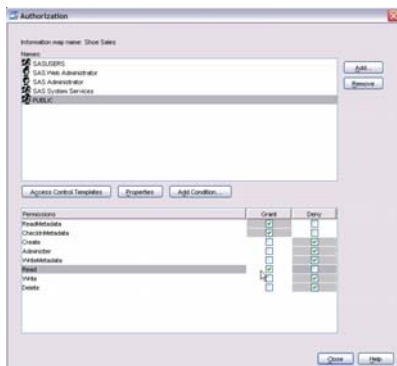 Authorization
Information map name: Shoe Sales
Names:
SASUSERS
SAS Web Administrator
SAS Administrator
SAS System Services
PUBLIC
Add...
Remove
Access Control Templates
Properties
Add Condition...
Permissions Grant Deny
ReadMetadata
CheckInMetadata
Create
Administer
WriteMetadata
Read
Write
Delete
Close
Help